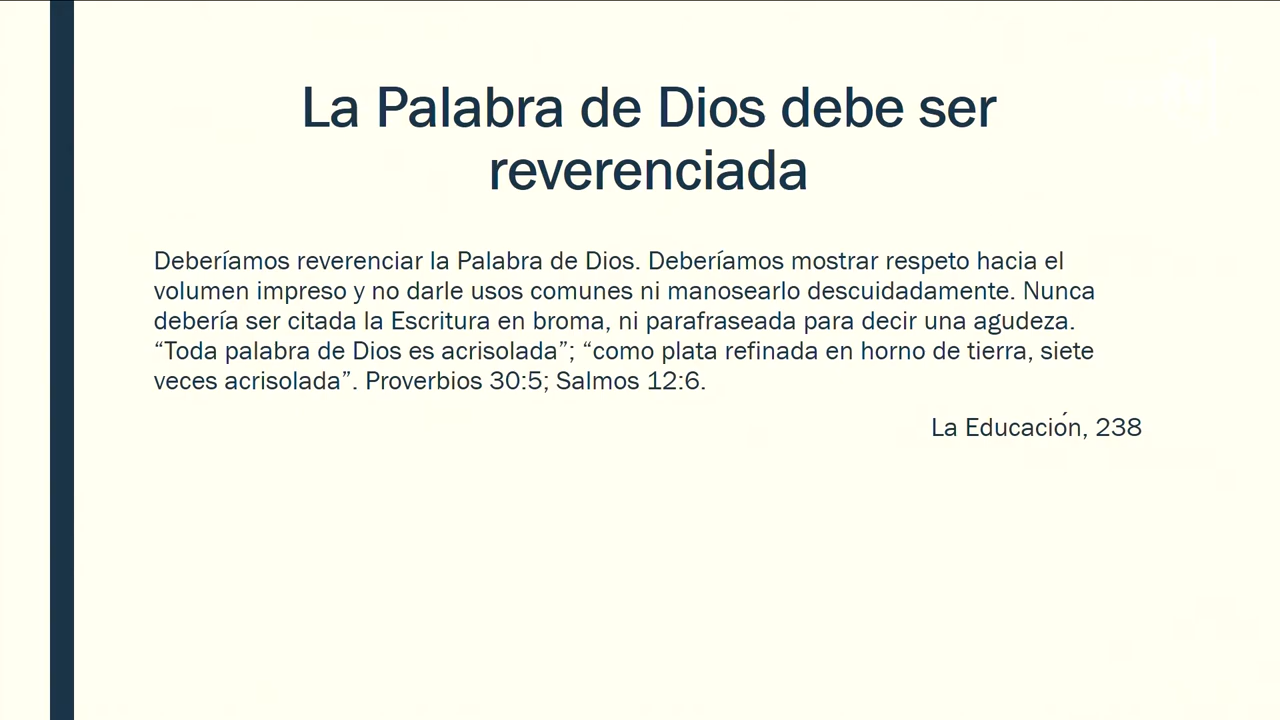 La Palabra de Dios debe ser
reverenciada
Deberíamos reverenciar la Palabra de Dios. Deberíamos mostrar respeto hacia el
volumen impreso y no darle usos comunes ni manosearlo descuidadamente. Nunca
debería ser citada la Escritura en broma, ni parafraseada para decir una agudeza.
“Toda palabra de Dios es acrisolada”; “como plata refinada en horno de tierra, siete
veces acrisolada”. Proverbios 30:5; Salmos 12:6.
La Educación, 238